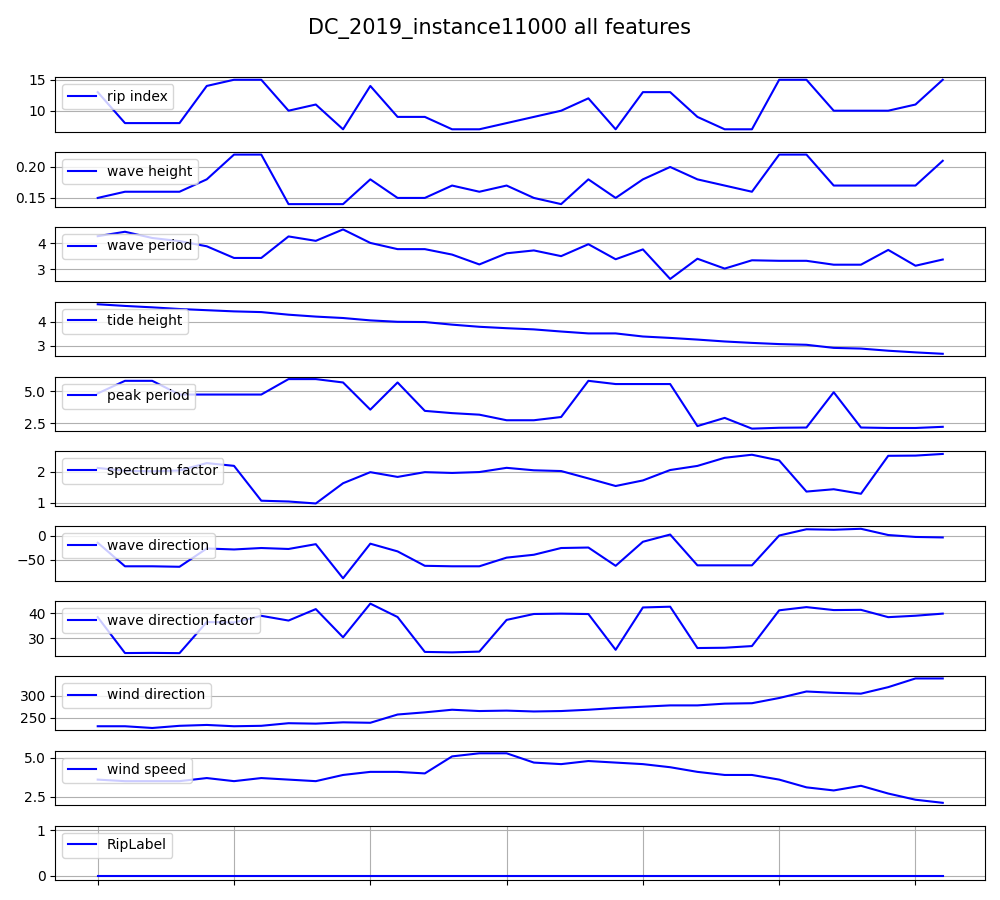 DC_2019_instance11000 all features
15
10
rip index
0.20
0.15
wave height
4
3
wave period
4
3
tide height
5.0
2.5
peak period
2
1
spectrum factor
0
−50
wave direction
40
30
wave direction factor
300
250
wind direction
5.0
2.5
wind speed
1
0
RipLabel